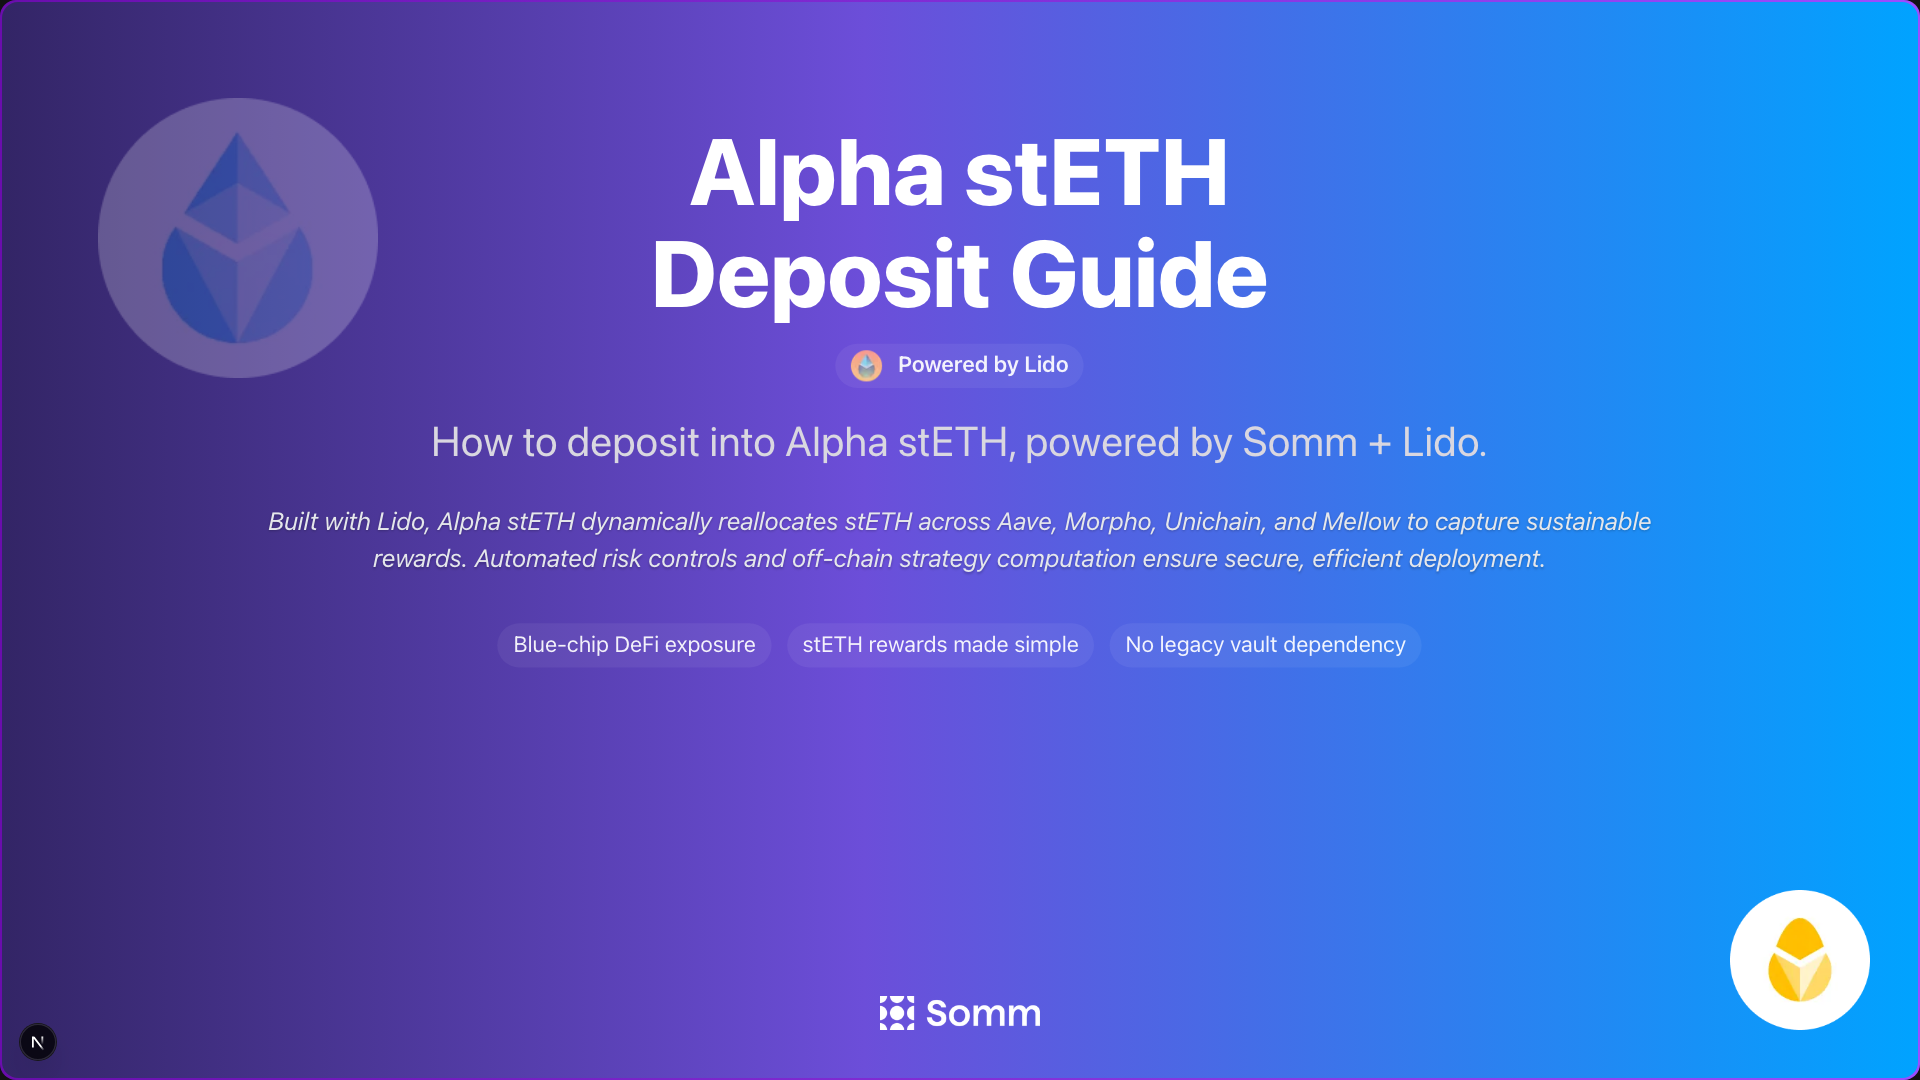 Alpha stETH
Deposit Guide
Powered by Lido
How to deposit into Alpha stETH, powered by Somm + Lido.
Built with Lido, Alpha stETH dynamically reallocates stETH across Aave, Morpho, Unichain, and Mellow to capture sustainable
rewards. Automated risk controls and off-chain strategy computation ensure secure, efficient deployment.
Blue-chip DeFi exposure
stETH rewards made simple
No legacy vault dependency
Somm
N